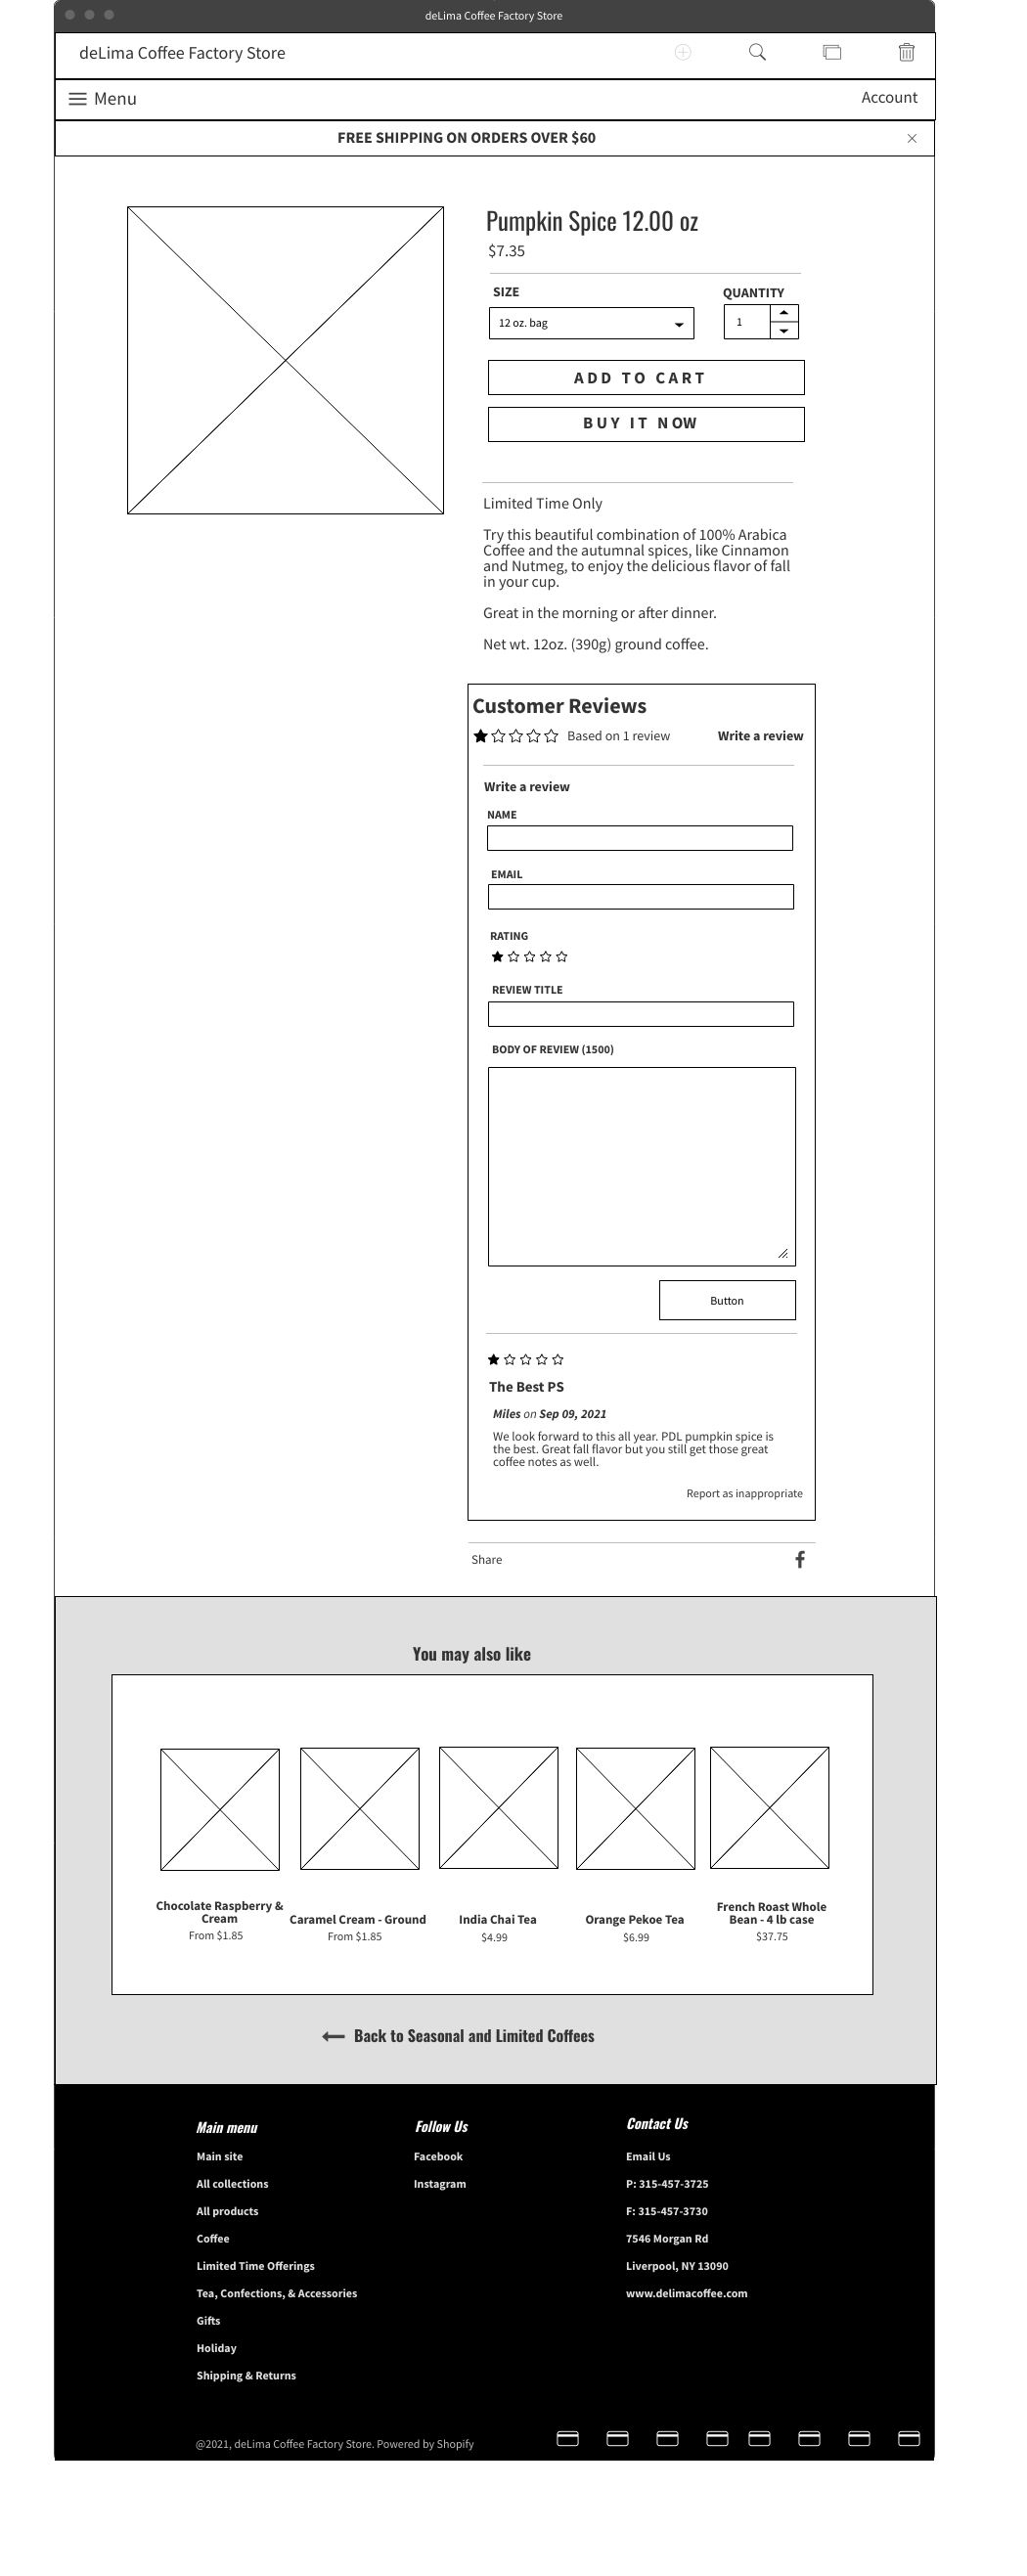 deLima Coffee Factory Store
deLima Coffee Factory Store
Menu
Account
FREE SHIPPING ON ORDERS OVER $60
Pumpkin Spice 12.00 oz
$7.35
SIZE
QUANTITY
12 oz. bag
1
ADD TO CART
BUY IT NOW
Limited Time Only
Try this beautiful combination of 100% Arabica
Coffee and the autumnal spices, like Cinnamon
and Nutmeg, to enjoy the delicious flavor of fall
in your cup.
Great in the morning or after dinner.
Net wt. 12oz. (390g) ground coffee.
Customer Reviews
Based on 1 review
Write a review
Write a review
NAME
EMAIL
RATING
REVIEW TITLE
BODY OF REVIEW (1500)
Button
The Best PS
Miles on Sep 09, 2021
We look forward to this all year. PDL pumpkin spice is
the best. Great fall flavor but you still get those great
coffee notes as well.
Report as inappropriate
Share
You may also like
Chocolate Raspberry &
Cream
From $1.85
Caramel Cream - Ground
From $1.85
India Chai Tea
$4.99
Orange Pekoe Tea
$6.99
French Roast Whole
Bean - 4 lb case
$37.75
Back to Seasonal and Limited Coffees
Main menu
Main site
All collections
All products
Coffee
Limited Time Offerings
Tea, Confections, & Accessories
Gifts
Holiday
Shipping & Returns
Follow Us
Facebook
Instagram
Contact Us
Email Us
P: 315-457-3725
F: 315-457-3730
7546 Morgan Rd
Liverpool, NY 13090
www.delimacoffee.com
@2021, deLima Coffee Factory Store. Powered by Shopify